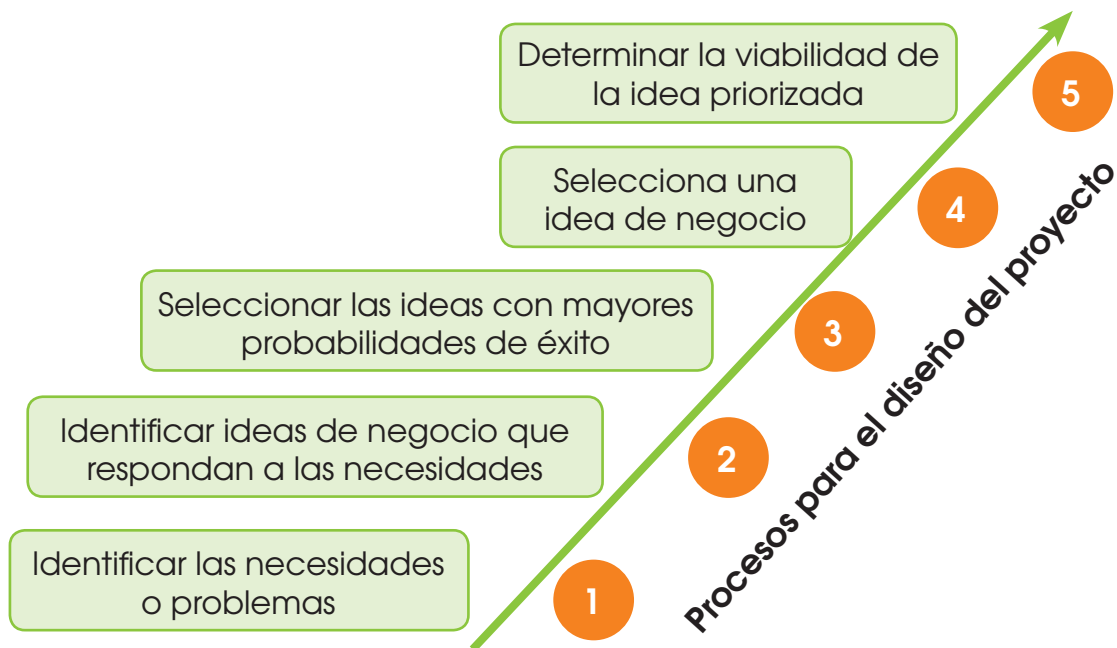 Determinar la viabilidad de
la idea priorizada
5
Selecciona una
idea de negocio
4
Seleccionar las ideas con mayores
probabilidades de éxito
3
Identificar ideas de negocio que
respondan a las necesidades
2
Identificar las necesidades
o problemas
1
Procesos para el diseño del proyecto